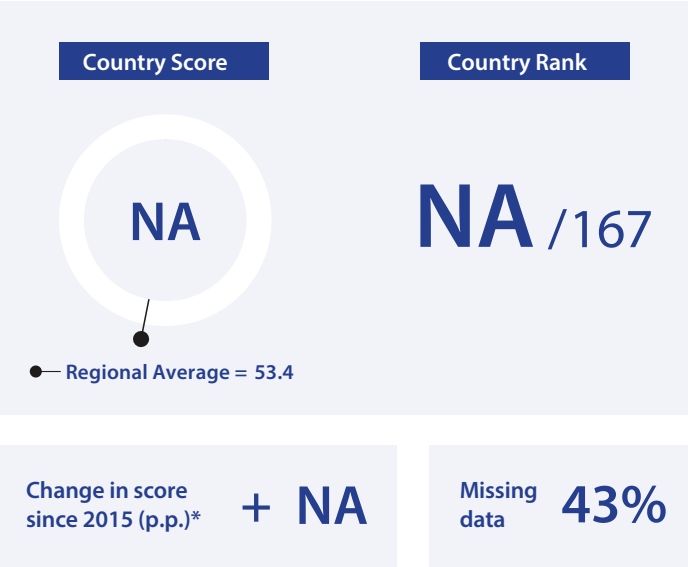 Country Score
Country Rank
NA
NA /167
Regional Average = 53.4
Change in score
since 2015 (p.p.)*
+ NA
Missing
data
43%